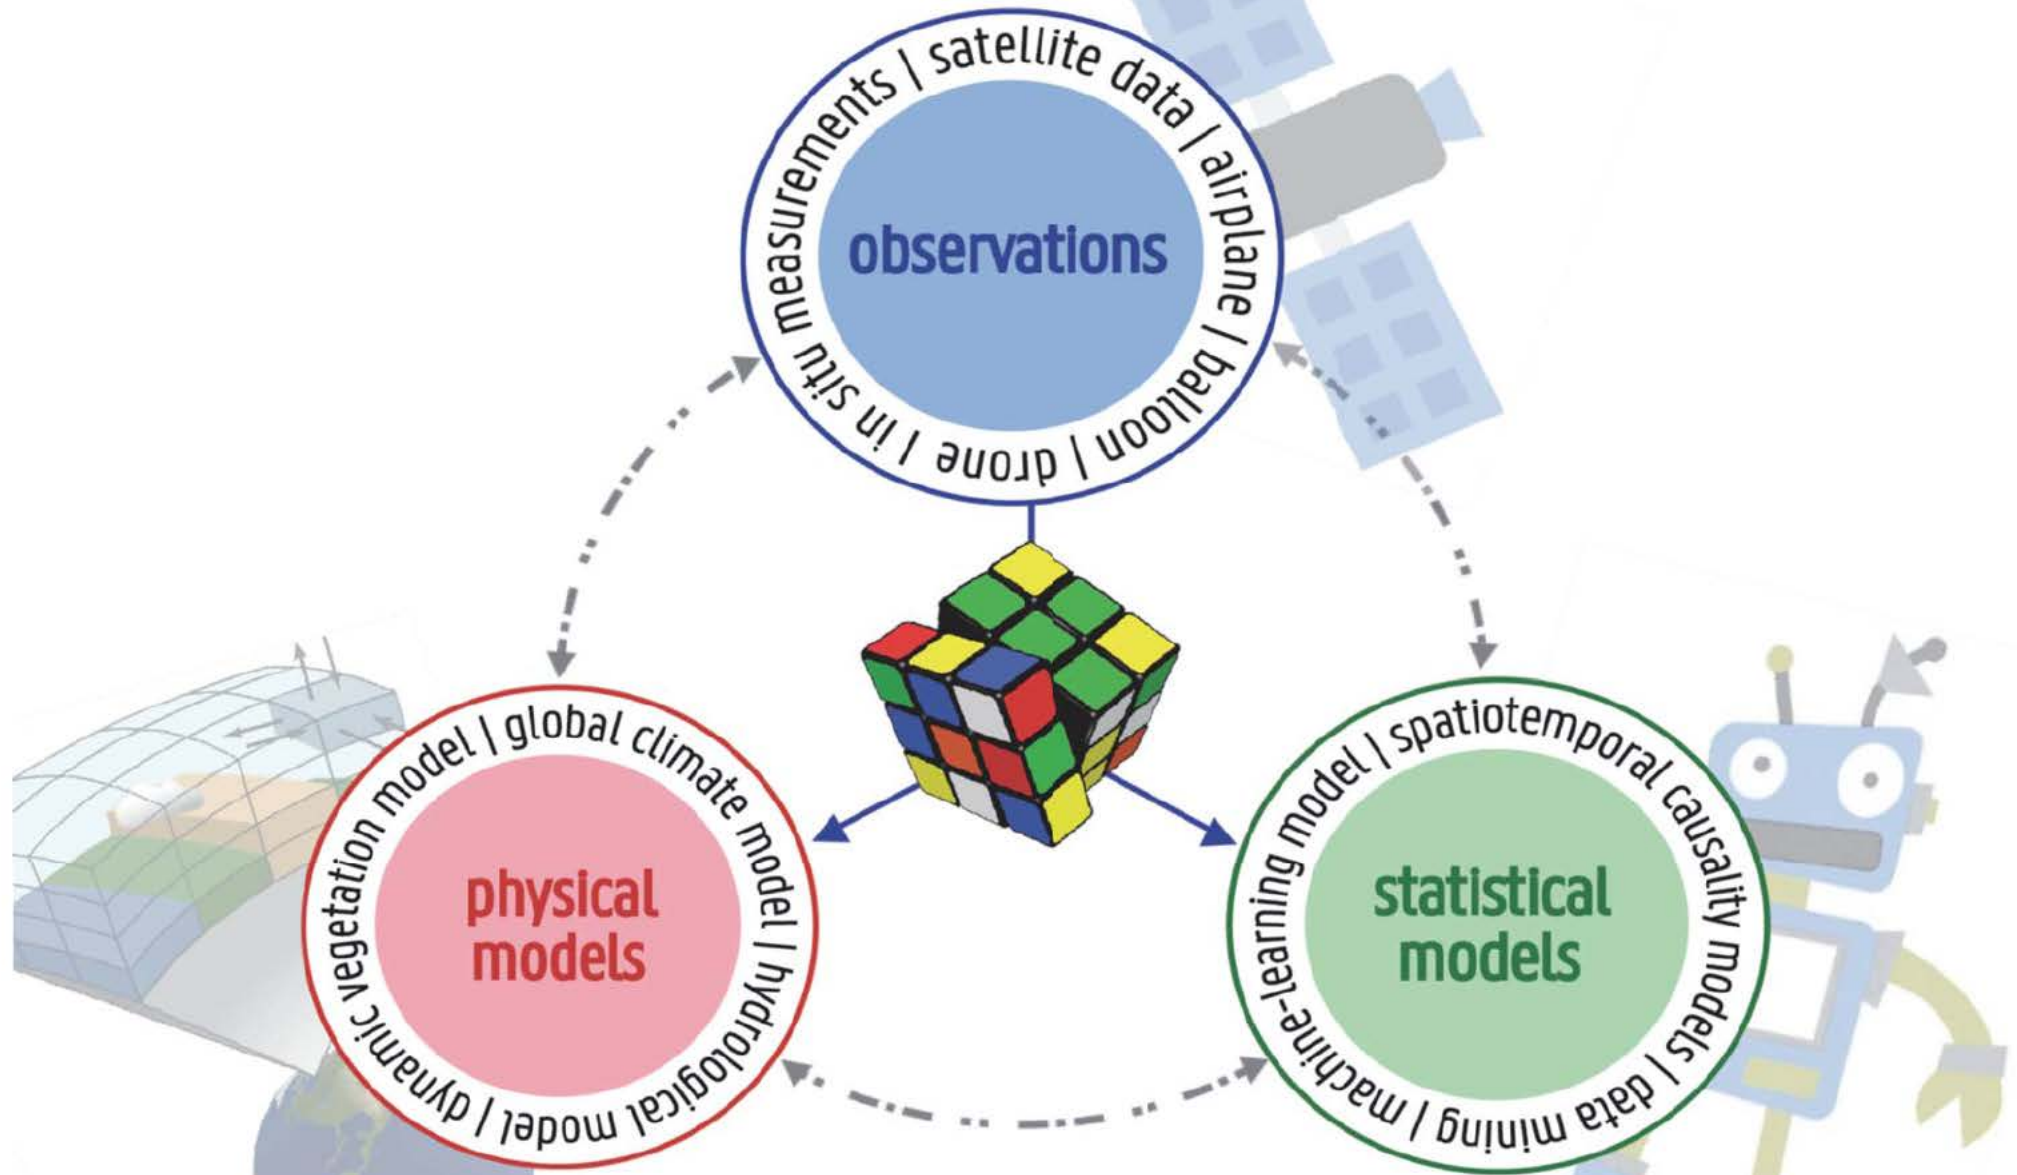 in situ measurements | satellite data | airplane | balloon | drone |
observations
dynamic vegetation model | global climate model | hydrological model |
physical
models
machine-learning model | spatiotemporal causality models | data mining |
statistical
models